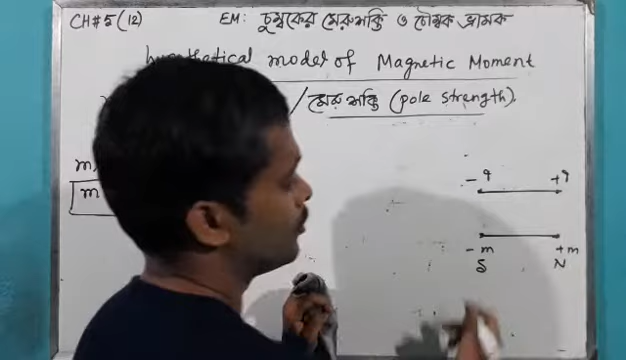 CH#5(12) EM: চুম্বকের মেরুশক্তি ও চৌম্বক ভ্রামক
model of Magnetic Moment
/মেরুশক্তি (pole strength).
-q +q
-m +m
S N
m
m